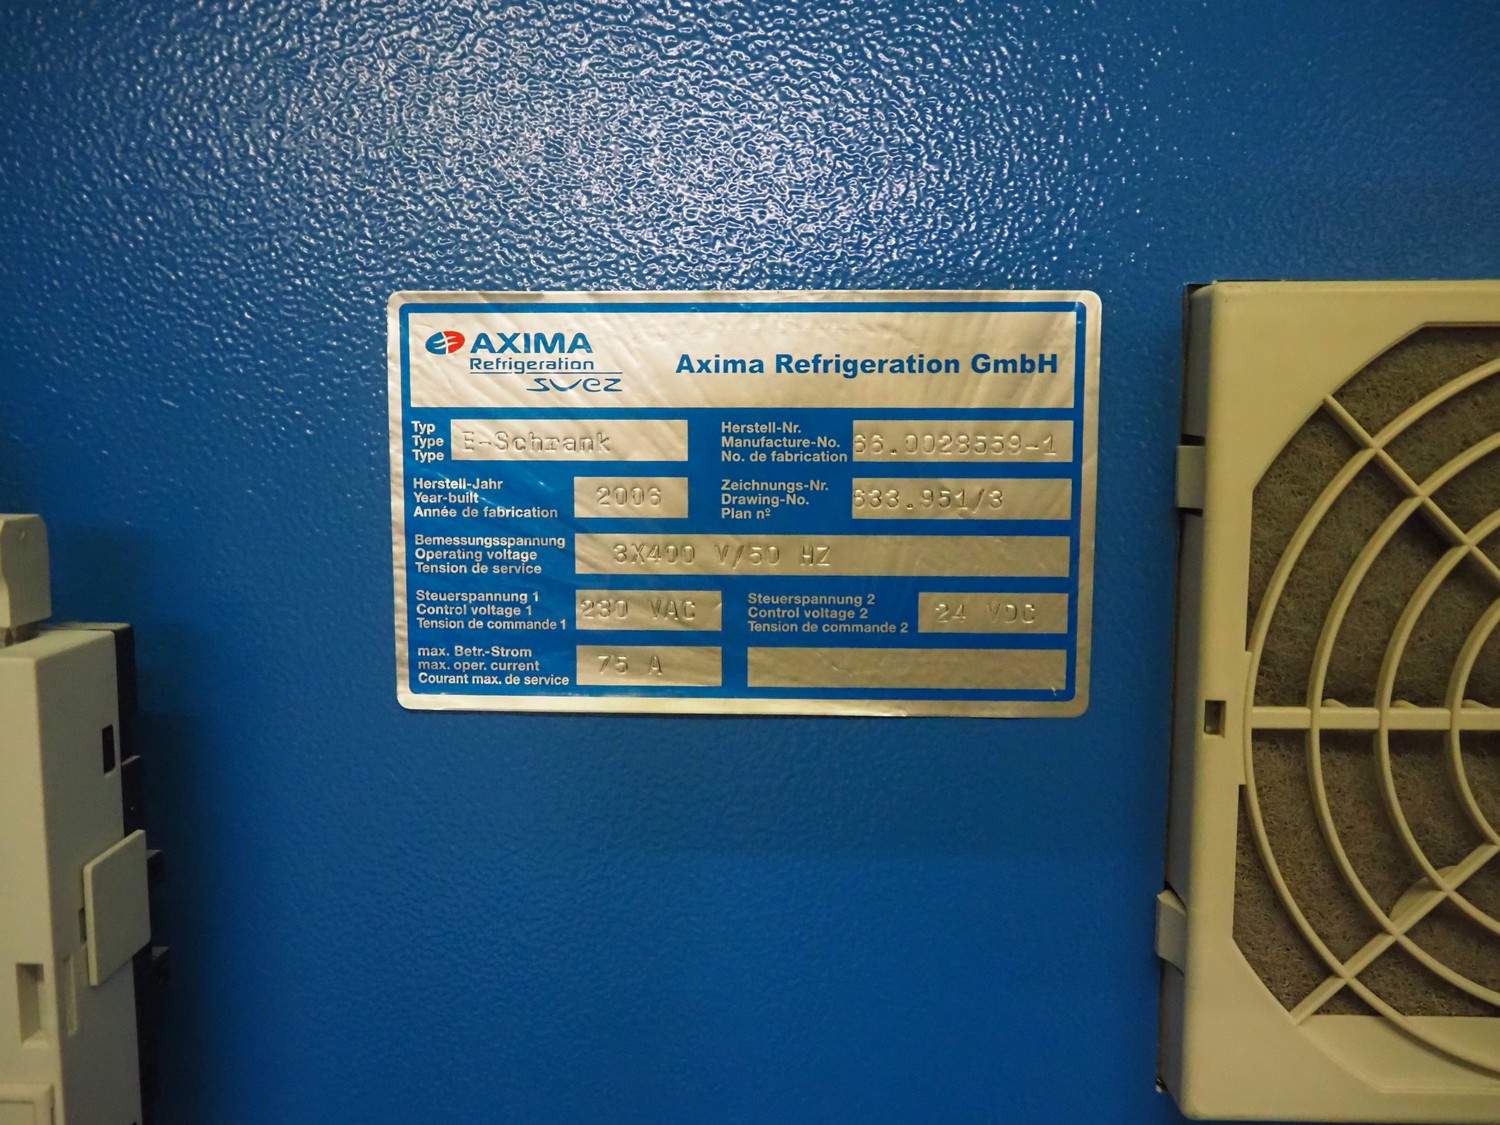 AXIMA
Refrigeration
SUEZ
Axima Refrigeration GmbH
Typ
Type
Type
E-Schrank
Herstell-Nr.
Manufacture-No.
No. de fabrication
66.0028559-1
Herstell-Jahr
Year-built
Année de fabrication
2006
Zeichnungs-Nr.
Drawing-No.
Plan nº
633.951/3
Bemessungsspannung
Operating voltage
Tension de service
3X400 V/50 HZ
Steuerspannung 1
Control voltage 1
Tension de commande 1
230 VAC
Steuerspannung 2
Control voltage 2
Tension de commande 2
24 VDC
max. Betr.-Strom
max. oper. current
Courant max. de service
75 A